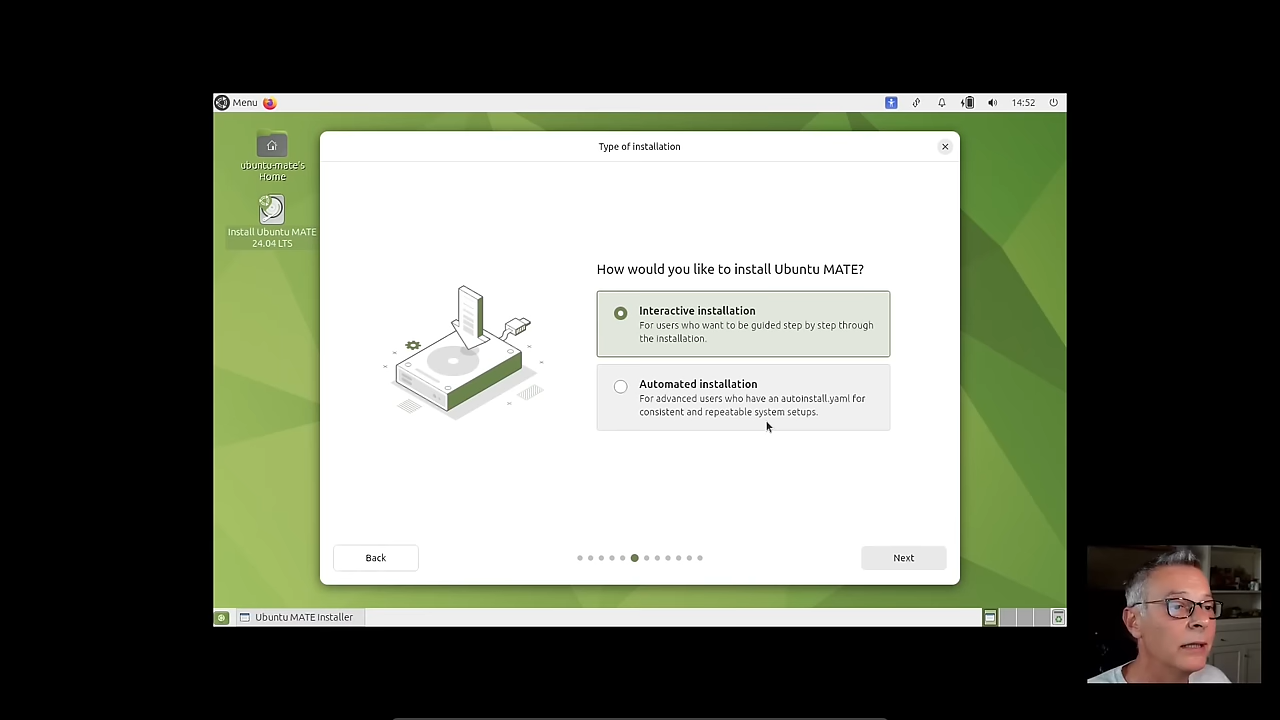 Menu
14:52
ubuntu-mate's
Home
Install Ubuntu MATE
24.04 LTS
Type of installation
How would you like to install Ubuntu MATE?
Interactive installation
For users who want to be guided step by step through
the installation.
Automated installation
For advanced users who have an autoinstall.yaml for
consistent and repeatable system setups.
Back
Next
Ubuntu MATE Installer